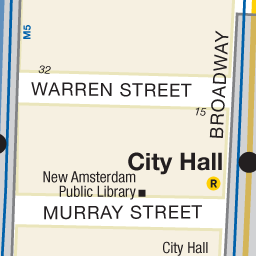 M5
32
WARREN STREET
BROADWAY
15
City Hall
New Amsterdam
Public Library
R
MURRAY STREET
City Hall